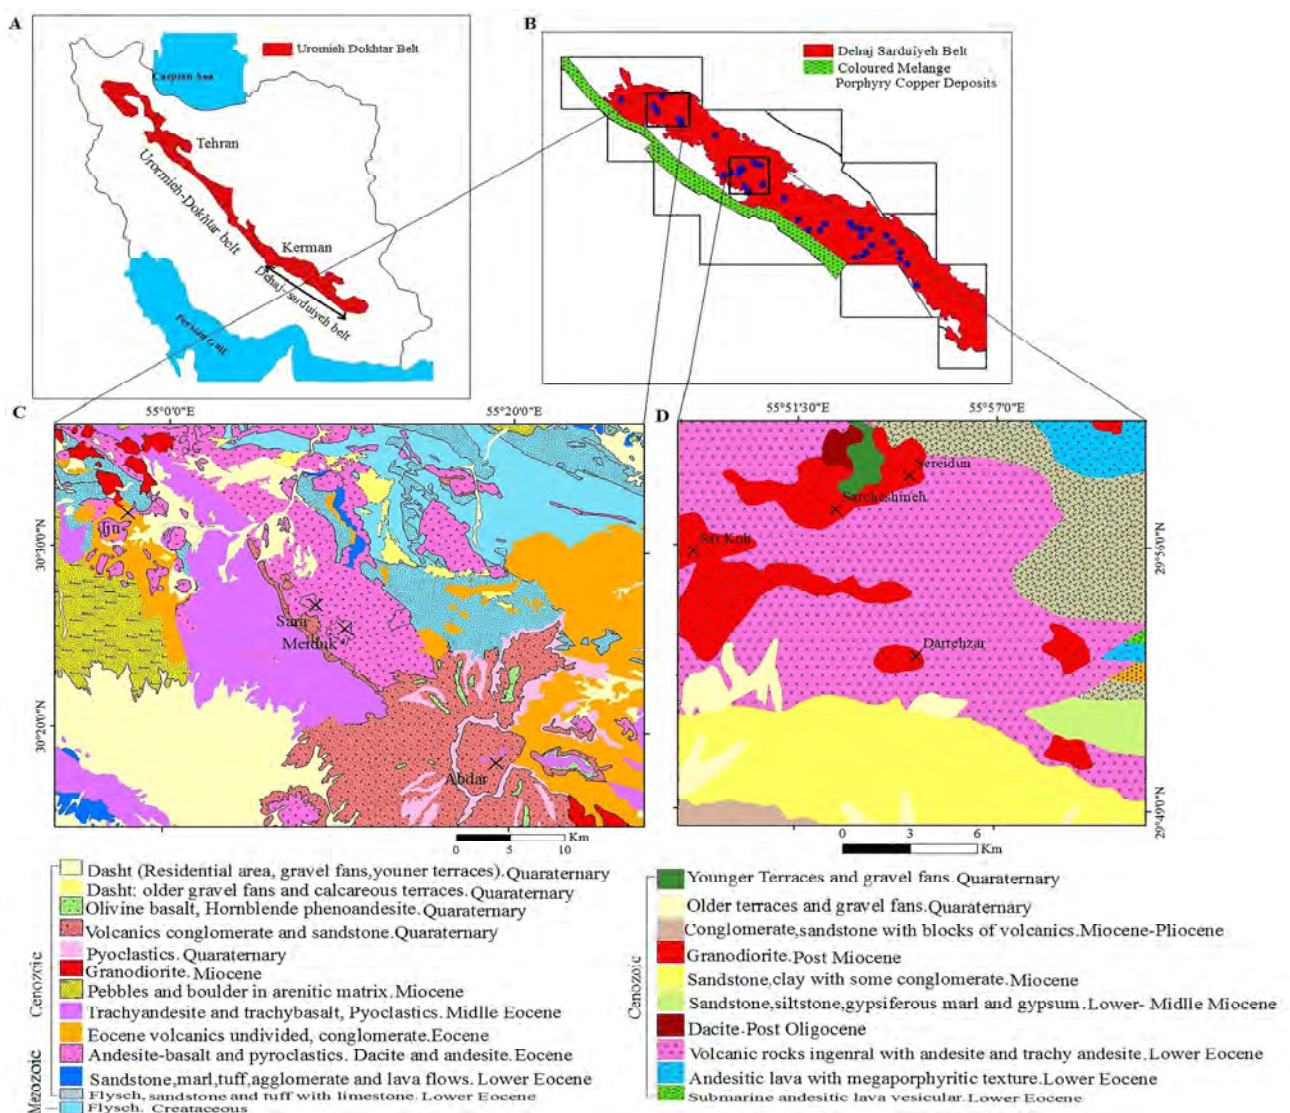 A
Uromieh Dokhtar Belt
Caspian Sea
Tehran
Urormieh-Dokhtar belt
Kerman
Dehaj-sarduiyeh belt
Persian Gulf
B
Dehaj Sarduiyeh Belt
Coloured Melange
Porphyry Copper Deposits
C
55°0'0"E
55°20'0"E
30°30'0"N
30°20'0"N
Iju
Sara
Meiduk
Abdar
0 5 10 Km
D
55°51'30"E
55°57'0"E
29°49'0"N
Sereidun
Sarcheshmeh
Sar Kuh
Darrehzar
0 3 6
Km
Cenozoic
Mezozoic
Dasht (Residential area, gravel fans,youner terraces). Quaraternary
Dasht: older gravel fans and calcareous terraces. Quaraternary
Olivine basalt, Hornblende phenoandesite. Quaraternary
Volcanics conglomerate and sandstone. Quaraternary
Pyoclastics. Quaraternary
Granodiorite. Miocene
Pebbles and boulder in arenitic matrix. Miocene
Trachyandesite and trachybasalt, Pyoclastics. Midlle Eocene
Eocene volcanics undivided, conglomerate. Eocene
Andesite-basalt and pyroclastics. Dacite and andesite. Eocene
Sandstone,marl,tuff,agglomerate and lava flows. Lower Eocene
Flysch, sandstone and tuff with limestone. Lower Eocene
Flysch. Creataceous
Cenozoic
Younger Terraces and gravel fans. Quaraternary
Older terraces and gravel fans. Quaraternary
Conglomerate,sandstone with blocks of volcanics. Miocene-Pliocene
Granodiorite. Post Miocene
Sandstone,clay with some conglomerate. Miocene
Sandstone,siltstone,gypsiferous marl and gypsum. Lower- Midlle Miocene
Dacite. Post Oligocene
Volcanic rocks ingenral with andesite and trachy andesite. Lower Eocene
Andesitic lava with megaporphyritic texture. Lower Eocene
Submarine andesitic lava vesicular. Lower Eocene